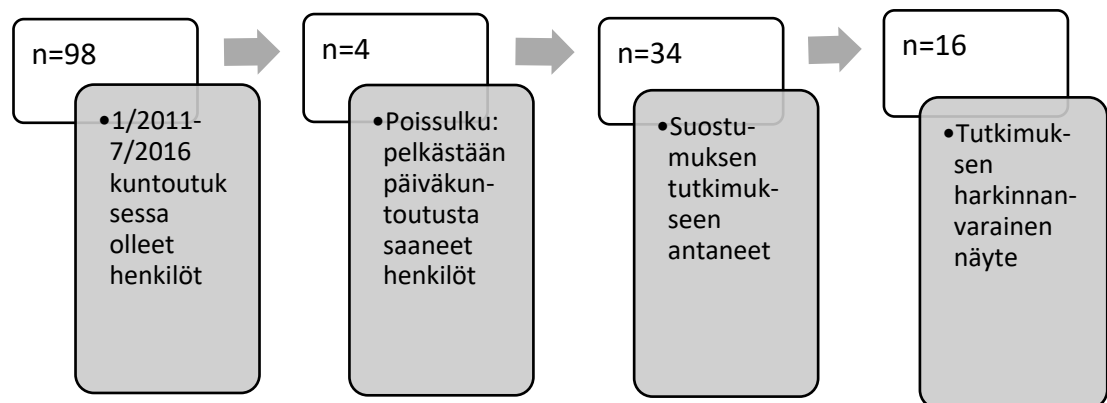 n=98
•1/2011-
7/2016
kuntoutuk
sessa
olleet
henkilöt
n=4
•Poissulku:
pelkästään
päiväkun-
toutusta
saaneet
henkilöt
n=34
•Suostu-
muksen
tutkimuk-
seen
antaneet
n=16
•Tutkimuk-
sen
harkinnan-
varainen
näyte